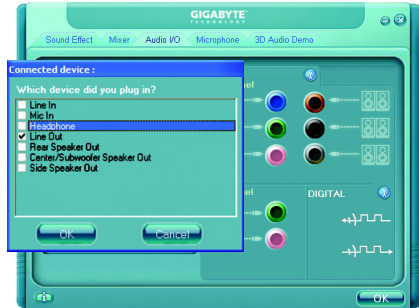 GIGABYTE
TECHNOLOGY
Sound Effect Mixer Audio I/O Microphone 3D Audio Demo
Connected device :
Which device did you plug in?
Line In
Mic In
Headphone
Line Out
Rear Speaker Out
Center/Subwoofer Speaker Out
Side Speaker Out
OK Cancel
el
el
DIGITAL
OK